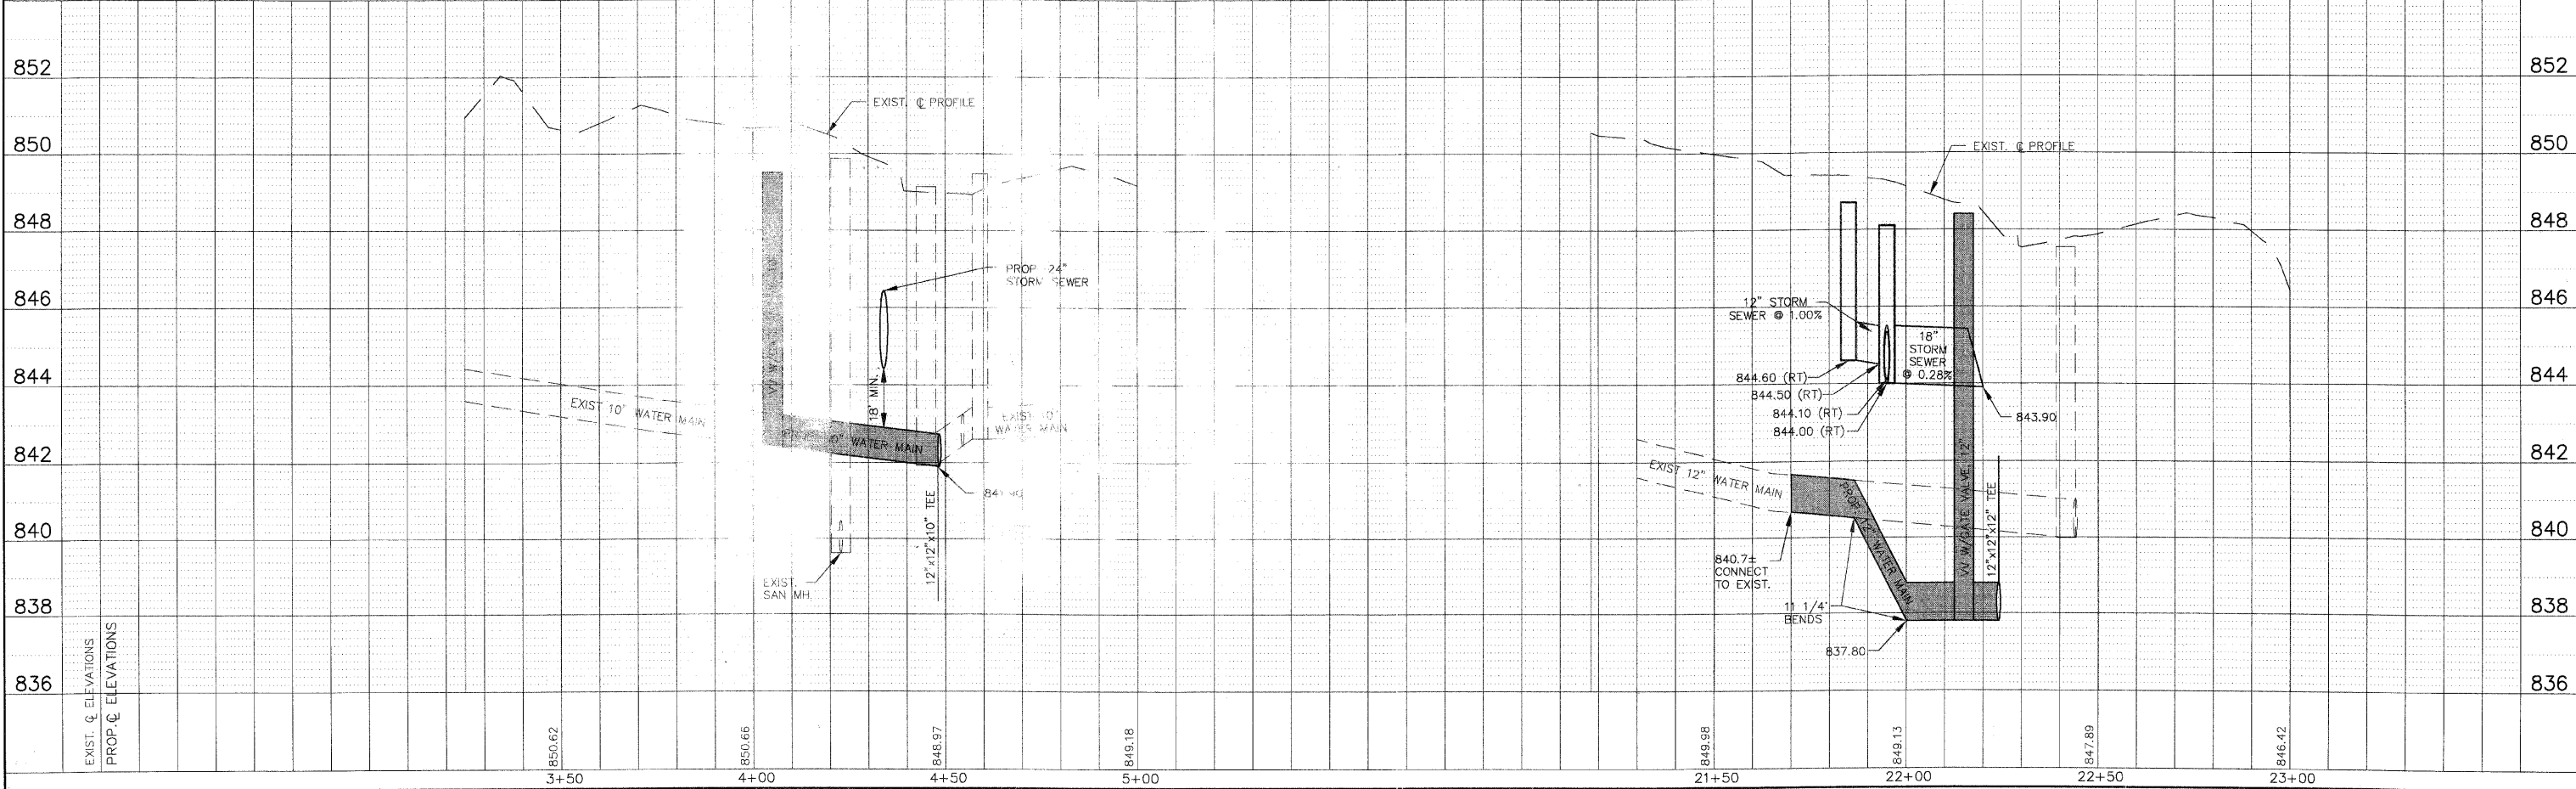 852
850
848
846
844
842
840
838
836
EXIST. ℄ ELEVATIONS
PROP. ℄ ELEVATIONS
EXIST. ℄ PROFILE
PROP 24"
STORM SEWER
18" MIN.
EXIST 10" WATER MAIN
WATER MAIN
EXIST 10"
WATER MAIN
12"x12"x10" TEE
EXIST.
SAN MH.
850.62
850.66
848.97
849.18
3+50
4+00
4+50
5+00
EXIST. ℄ PROFILE
12" STORM
SEWER @ 1.00%
18"
STORM
SEWER
@ 0.28%
844.60 (RT)
844.50 (RT)
844.10 (RT)
844.00 (RT)
843.90
EXIST 12" WATER MAIN
PROP. 12" WATER MAIN
VV W/GATE VALVE, 12"
12"x12"x12" TEE
840.7±
CONNECT
TO EXIST.
11 1/4°
BENDS
837.80
849.98
849.13
847.89
846.42
21+50
22+00
22+50
23+00
852
850
848
846
844
842
840
838
836